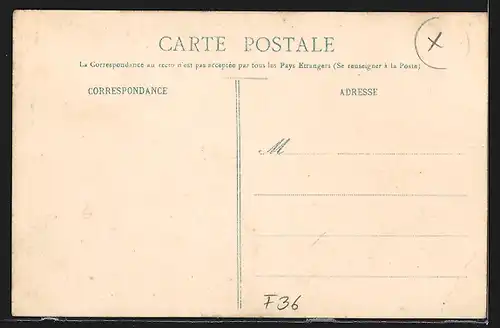 CARTE POSTALE
X
La Correspondance au recto n'est pas acceptée par tous les Pays Etrangers (Se renseigner à la Poste)
CORRESPONDANCE
ADRESSE
M
F36